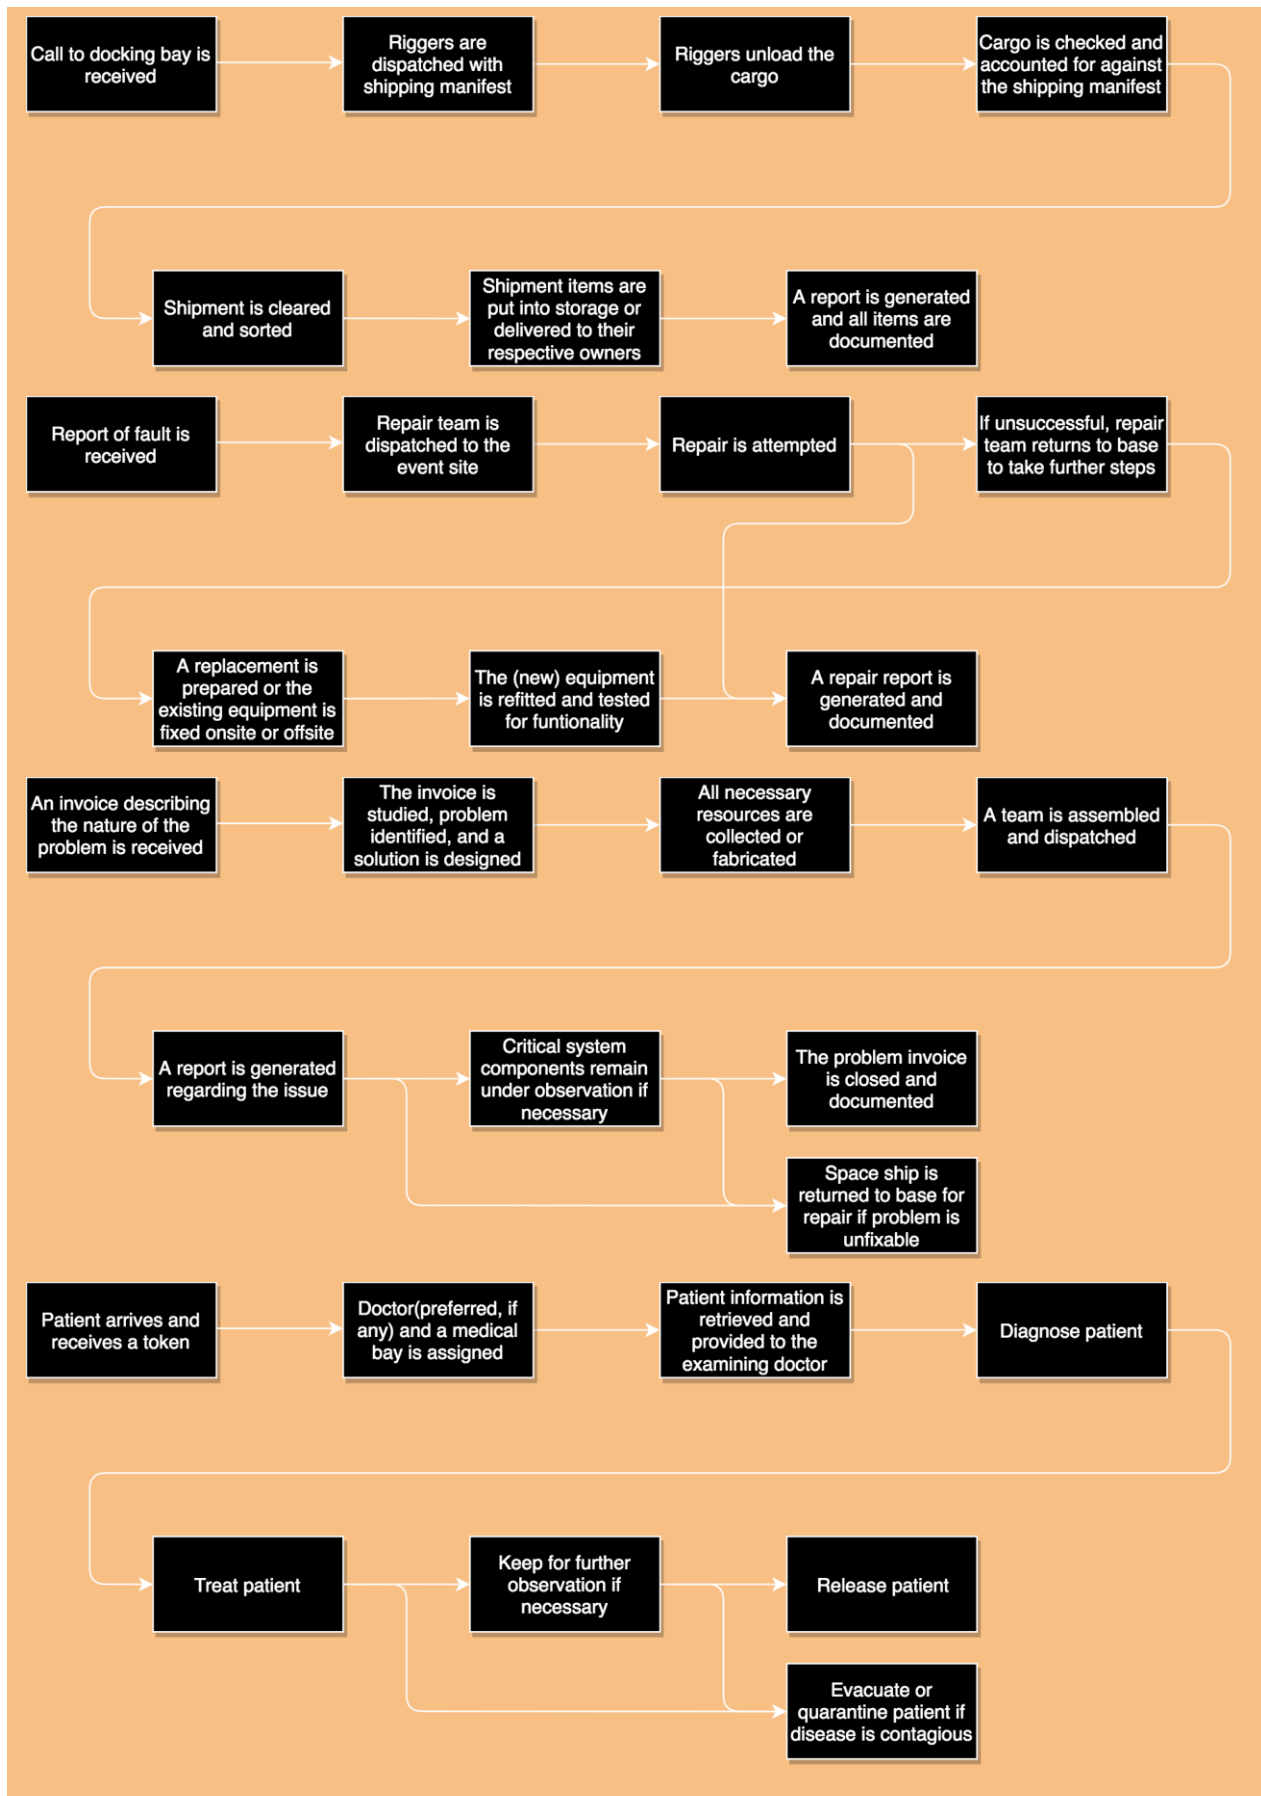 Call to docking bay is
received
Riggers are
dispatched with
shipping manifest
Riggers unload the
cargo
Cargo is checked and
accounted for against
the shipping manifest
Shipment is cleared
and sorted
Shipment items are
put into storage or
delivered to their
respective owners
A report is generated
and all items are
documented
Report of fault is
received
Repair team is
dispatched to the
event site
Repair is attempted
If unsuccessful, repair
team returns to base
to take further steps
A replacement is
prepared or the
existing equipment is
fixed onsite or offsite
The (new) equipment
is refitted and tested
for funtionality
A repair report is
generated and
documented
An invoice describing
the nature of the
problem is received
The invoice is
studied, problem
identified, and a
solution is designed
All necessary
resources are
collected or
fabricated
A team is assembled
and dispatched
A report is generated
regarding the issue
Critical system
components remain
under observation if
necessary
The problem invoice
is closed and
documented
Space ship is
returned to base for
repair if problem is
unfixable
Patient arrives and
receives a token
Doctor(preferred, if
any) and a medical
bay is assigned
Patient information is
retrieved and
provided to the
examining doctor
Diagnose patient
Treat patient
Keep for further
observation if
necessary
Release patient
Evacuate or
quarantine patient if
disease is contagious